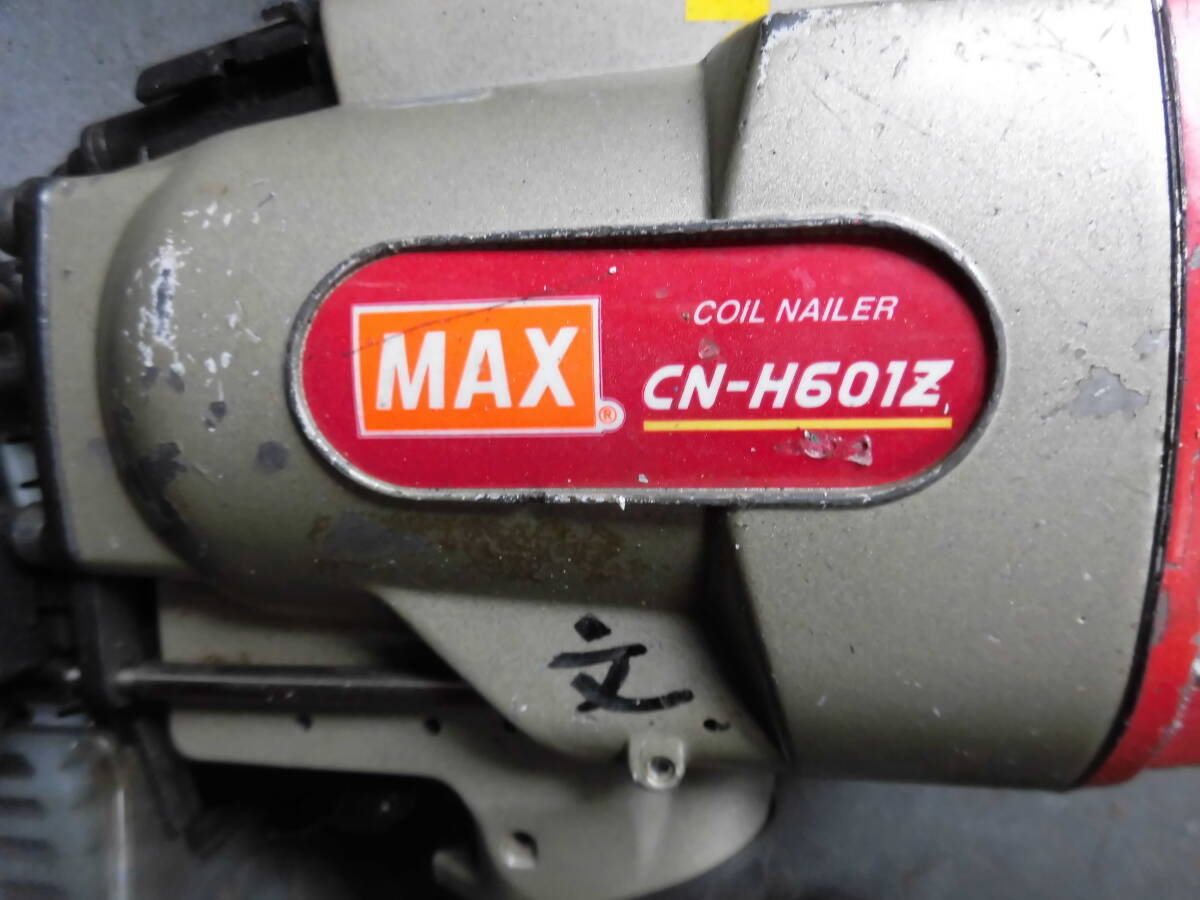 MAX®
COIL NAILER
CN-H601Z
文